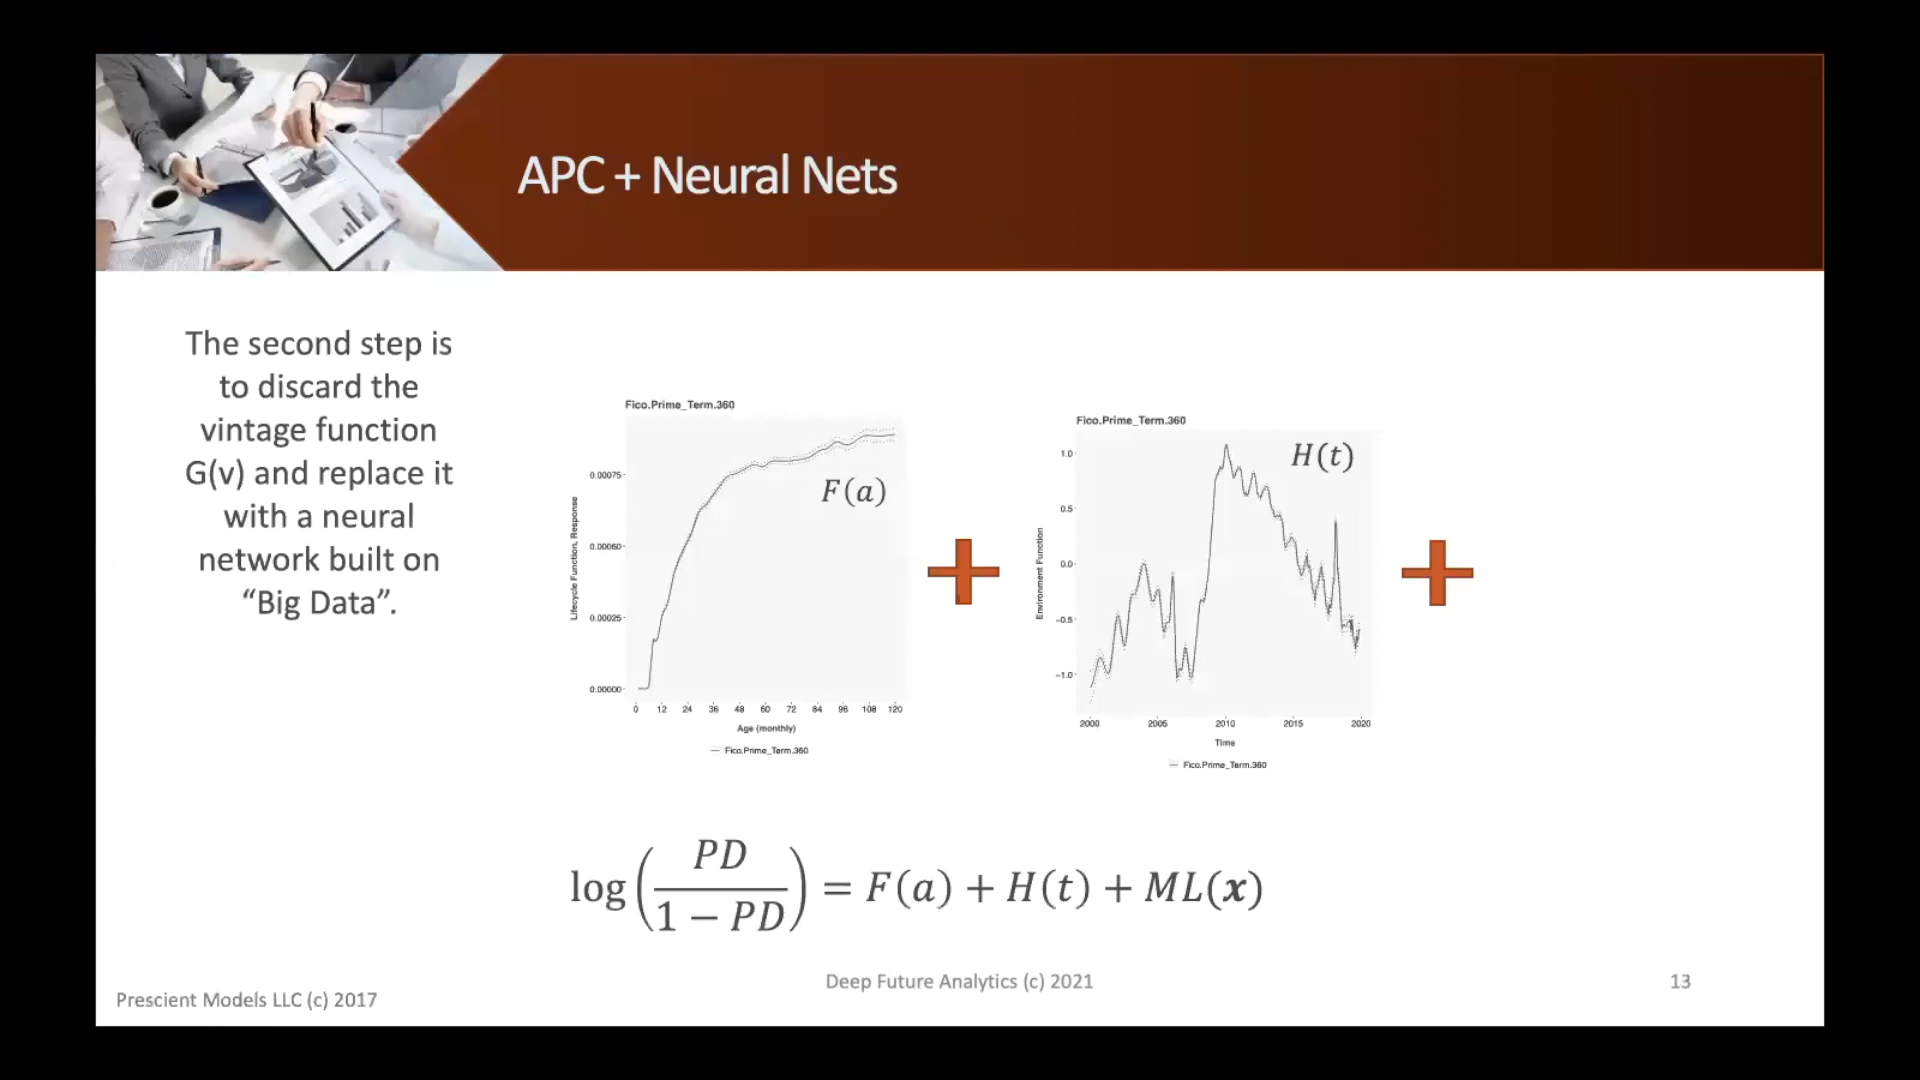 APC + Neural Nets
The second step is
to discard the
vintage function
G(v) and replace it
with a neural
network built on
“Big Data”.
Fico.Prime_Term.360
F(a)
Lifecycle Function, Response
0.00075
0.00050
0.00025
0.00000
0 12 24 36 48 60 72 84 96 108 120
Age (monthly)
Fico.Prime_Term.360
Fico.Prime_Term.360
H(t)
Environment Function
1.0
0.5
0.0
−0.5
−1.0
2000 2005 2010 2015 2020
Time
Fico.Prime_Term.360
log(PD / 1 − PD) = F(a) + H(t) + ML(x)
Deep Future Analytics (c) 2021
13
Prescient Models LLC (c) 2017